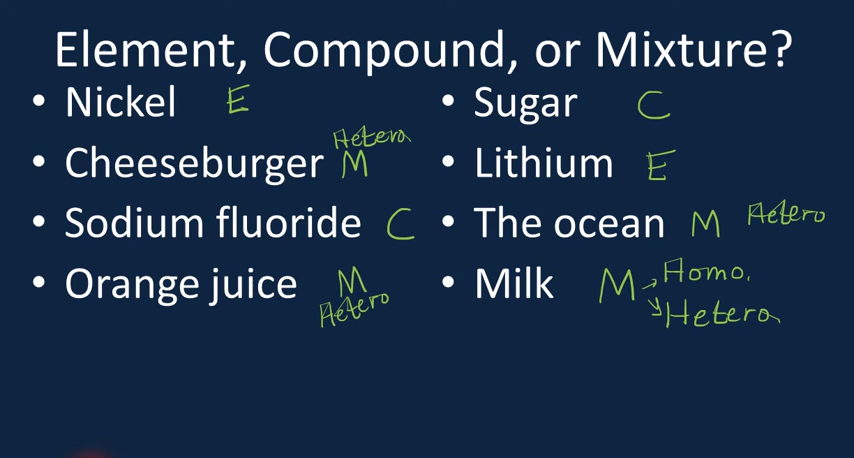 Element, Compound, or Mixture?
• Nickel E
Hetero
• Cheeseburger M
• Sodium fluoride C
• Orange juice M
Hetero
• Sugar C
• Lithium E
• The ocean M Hetero
• Milk M → Homo.
↘ Hetero